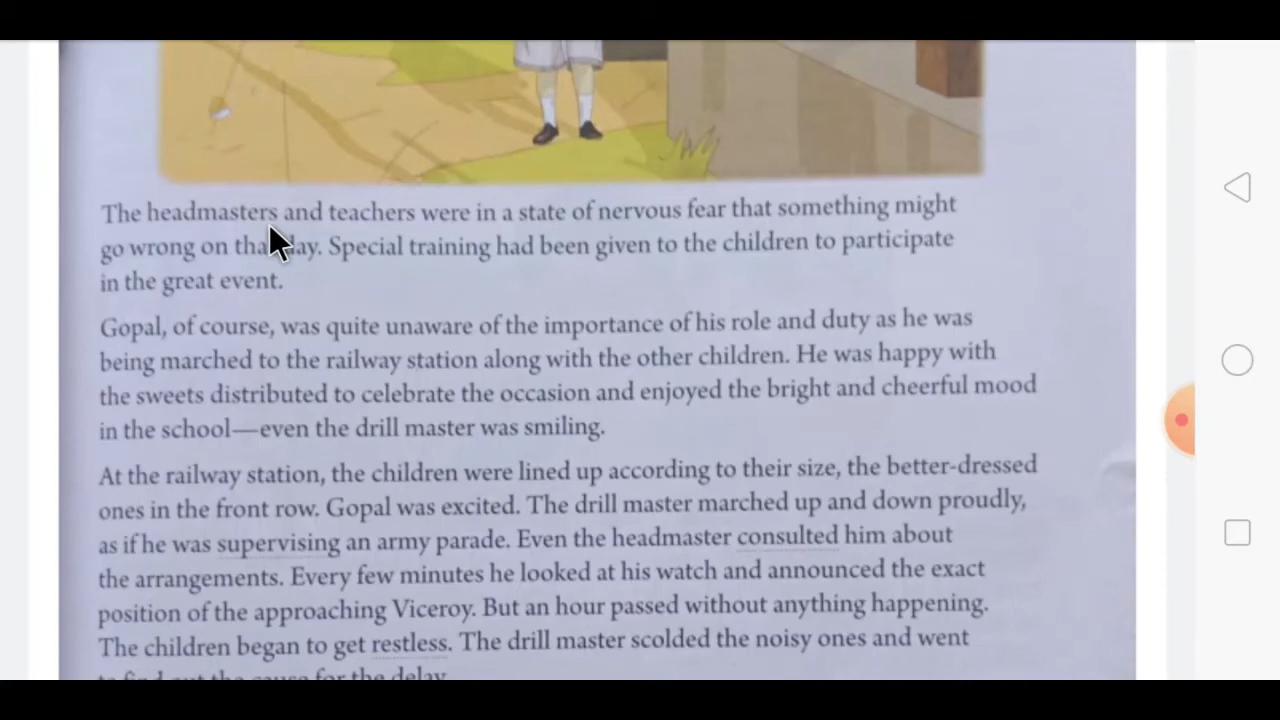 The headmasters and teachers were in a state of nervous fear that something might
go wrong on that day. Special training had been given to the children to participate
in the great event.
Gopal, of course, was quite unaware of the importance of his role and duty as he was
being marched to the railway station along with the other children. He was happy with
the sweets distributed to celebrate the occasion and enjoyed the bright and cheerful mood
in the school—even the drill master was smiling.
At the railway station, the children were lined up according to their size, the better-dressed
ones in the front row. Gopal was excited. The drill master marched up and down proudly,
as if he was supervising an army parade. Even the headmaster consulted him about
the arrangements. Every few minutes he looked at his watch and announced the exact
position of the approaching Viceroy. But an hour passed without anything happening.
The children began to get restless. The drill master scolded the noisy ones and went
to find out the cause for the delay.